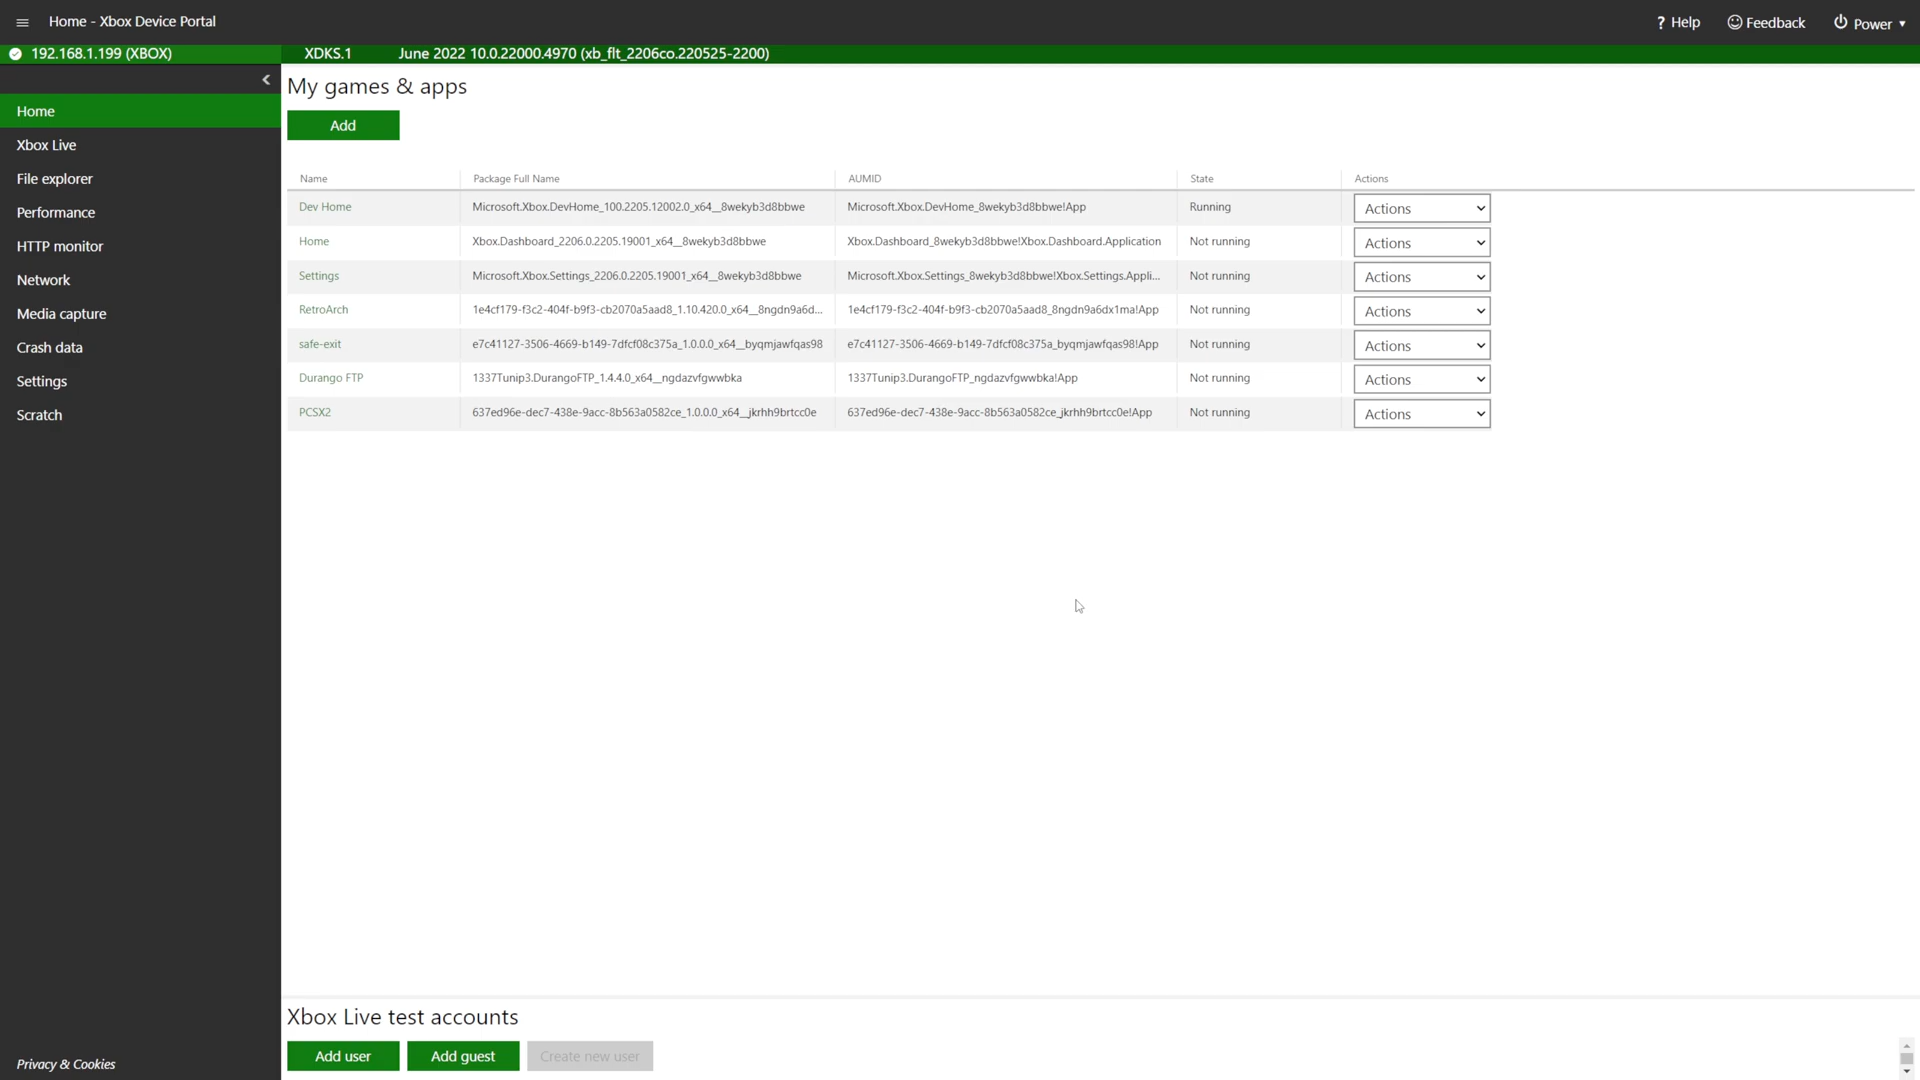 Home - Xbox Device Portal
? Help
Feedback
Power
192.168.1.199 (XBOX)
XDKS.1
June 2022 10.0.22000.4970 (xb_flt_2206co.220525-2200)
Home
Xbox Live
File explorer
Performance
HTTP monitor
Network
Media capture
Crash data
Settings
Scratch
Privacy & Cookies
My games & apps
Add
Name Package Full Name AUMID State Actions
Dev Home Microsoft.Xbox.DevHome_100.2205.12002.0_x64__8wekyb3d8bbwe Microsoft.Xbox.DevHome_8wekyb3d8bbwe!App Running Actions
Home Xbox.Dashboard_2206.0.2205.19001_x64__8wekyb3d8bbwe Xbox.Dashboard_8wekyb3d8bbwe!Xbox.Dashboard.Application Not running Actions
Settings Microsoft.Xbox.Settings_2206.0.2205.19001_x64__8wekyb3d8bbwe Microsoft.Xbox.Settings_8wekyb3d8bbwe!Xbox.Settings.Appli... Not running Actions
RetroArch 1e4cf179-f3c2-404f-b9f3-cb2070a5aad8_1.10.420.0_x64__8ngdn9a6d... 1e4cf179-f3c2-404f-b9f3-cb2070a5aad8_8ngdn9a6dx1ma!App Not running Actions
safe-exit e7c41127-3506-4669-b149-7dfcf08c375a_1.0.0.0_x64__byqmjawfqas98 e7c41127-3506-4669-b149-7dfcf08c375a_byqmjawfqas98!App Not running Actions
Durango FTP 1337Tunip3.DurangoFTP_1.4.4.0_x64__ngdazvfgwwbka 1337Tunip3.DurangoFTP_ngdazvfgwwbka!App Not running Actions
PCSX2 637ed96e-dec7-438e-9acc-8b563a0582ce_1.0.0.0_x64__jkrhh9brtcc0e 637ed96e-dec7-438e-9acc-8b563a0582ce_jkrhh9brtcc0e!App Not running Actions
Xbox Live test accounts
Add user
Add guest
Create new user